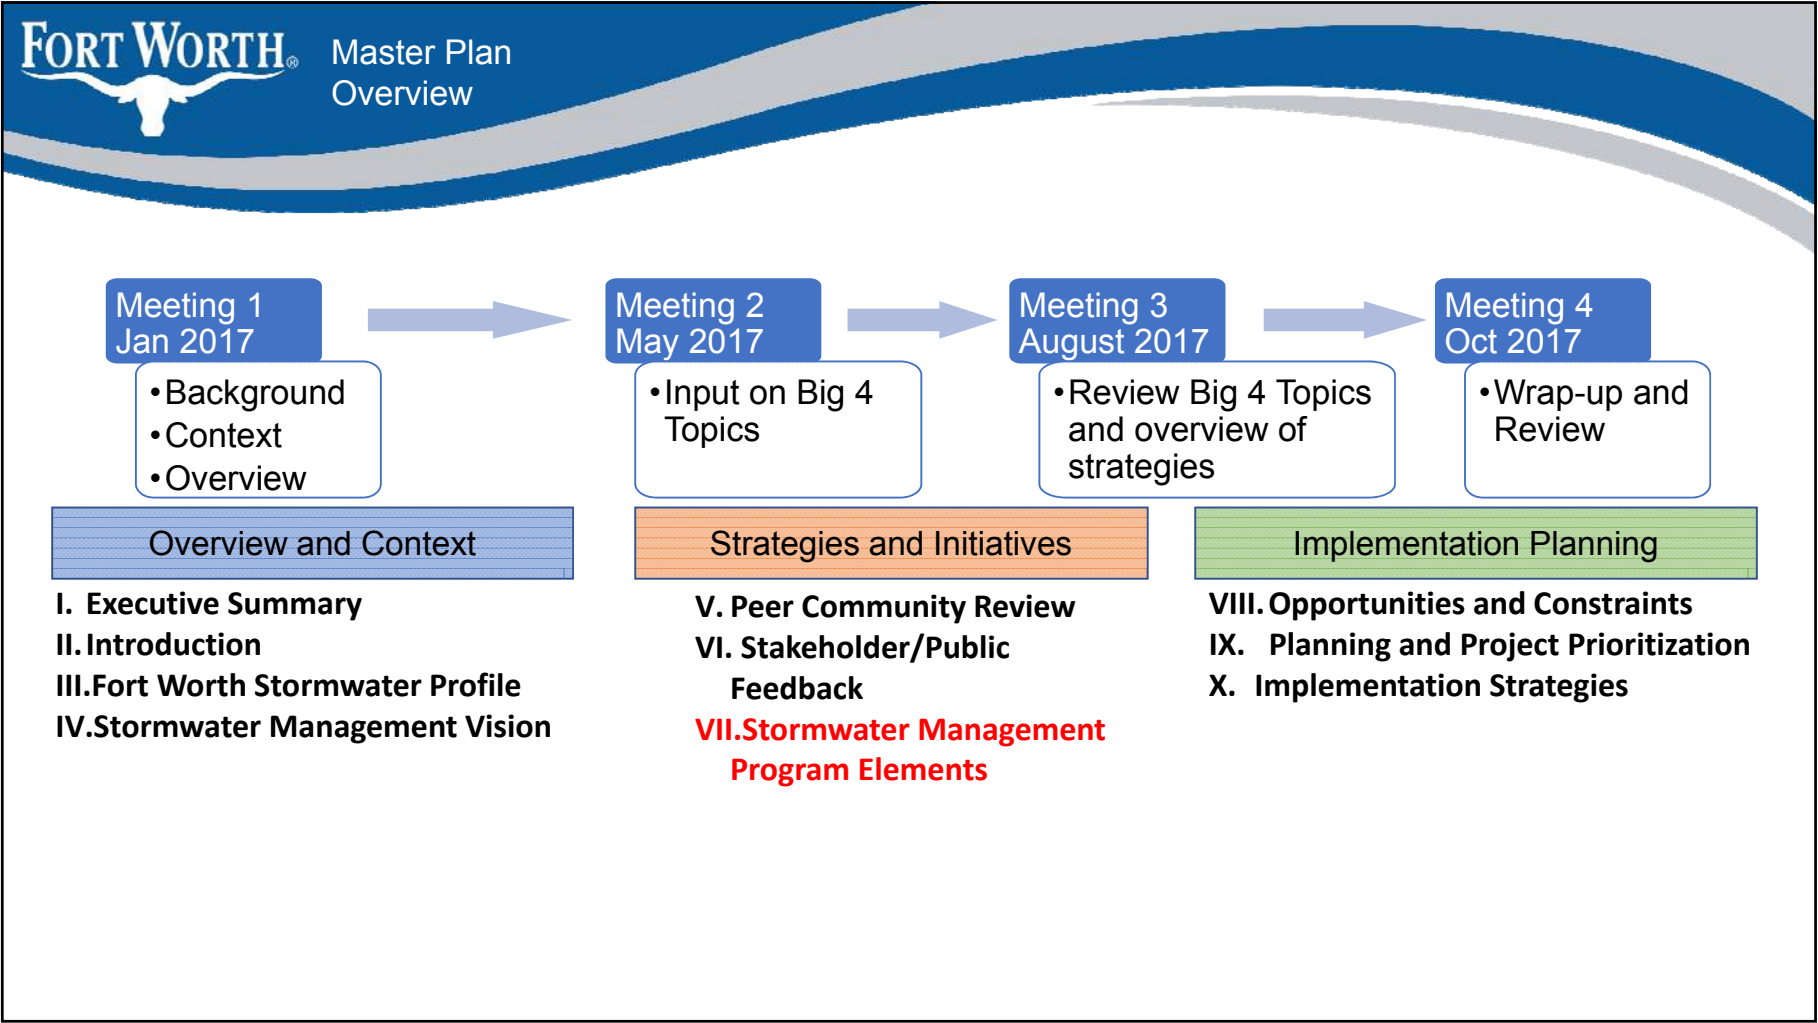 FORT WORTH®
Master Plan
Overview
Meeting 1
Jan 2017
•Background
•Context
•Overview
Meeting 2
May 2017
•Input on Big 4
Topics
Meeting 3
August 2017
•Review Big 4 Topics
and overview of
strategies
Meeting 4
Oct 2017
•Wrap-up and
Review
Overview and Context
I. Executive Summary
II. Introduction
III.Fort Worth Stormwater Profile
IV.Stormwater Management Vision
Strategies and Initiatives
V. Peer Community Review
VI. Stakeholder/Public
Feedback
VII.Stormwater Management
Program Elements
Implementation Planning
VIII. Opportunities and Constraints
IX. Planning and Project Prioritization
X. Implementation Strategies